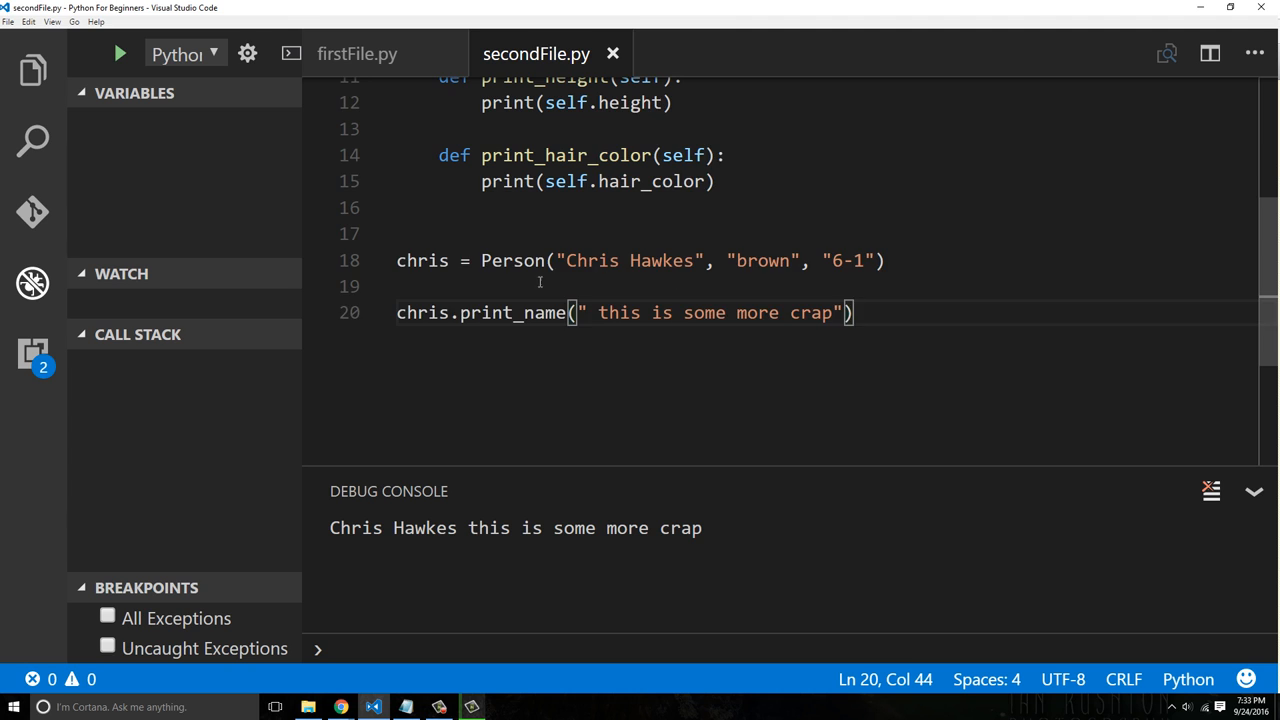 secondFile.py - Python For Beginners - Visual Studio Code
File Edit View Go Help
Pythor
firstFile.py
secondFile.py
VARIABLES
WATCH
CALL STACK
BREAKPOINTS
All Exceptions
Uncaught Exceptions
2
11 def print_height(self):
12 print(self.height)
13
14 def print_hair_color(self):
15 print(self.hair_color)
16
17
18 chris = Person("Chris Hawkes", "brown", "6-1")
19
20 chris.print_name(" this is some more crap")
DEBUG CONSOLE
Chris Hawkes this is some more crap
0 0
Ln 20, Col 44 Spaces: 4 UTF-8 CRLF Python
I'm Cortana. Ask me anything.
7:33 PM
9/24/2016